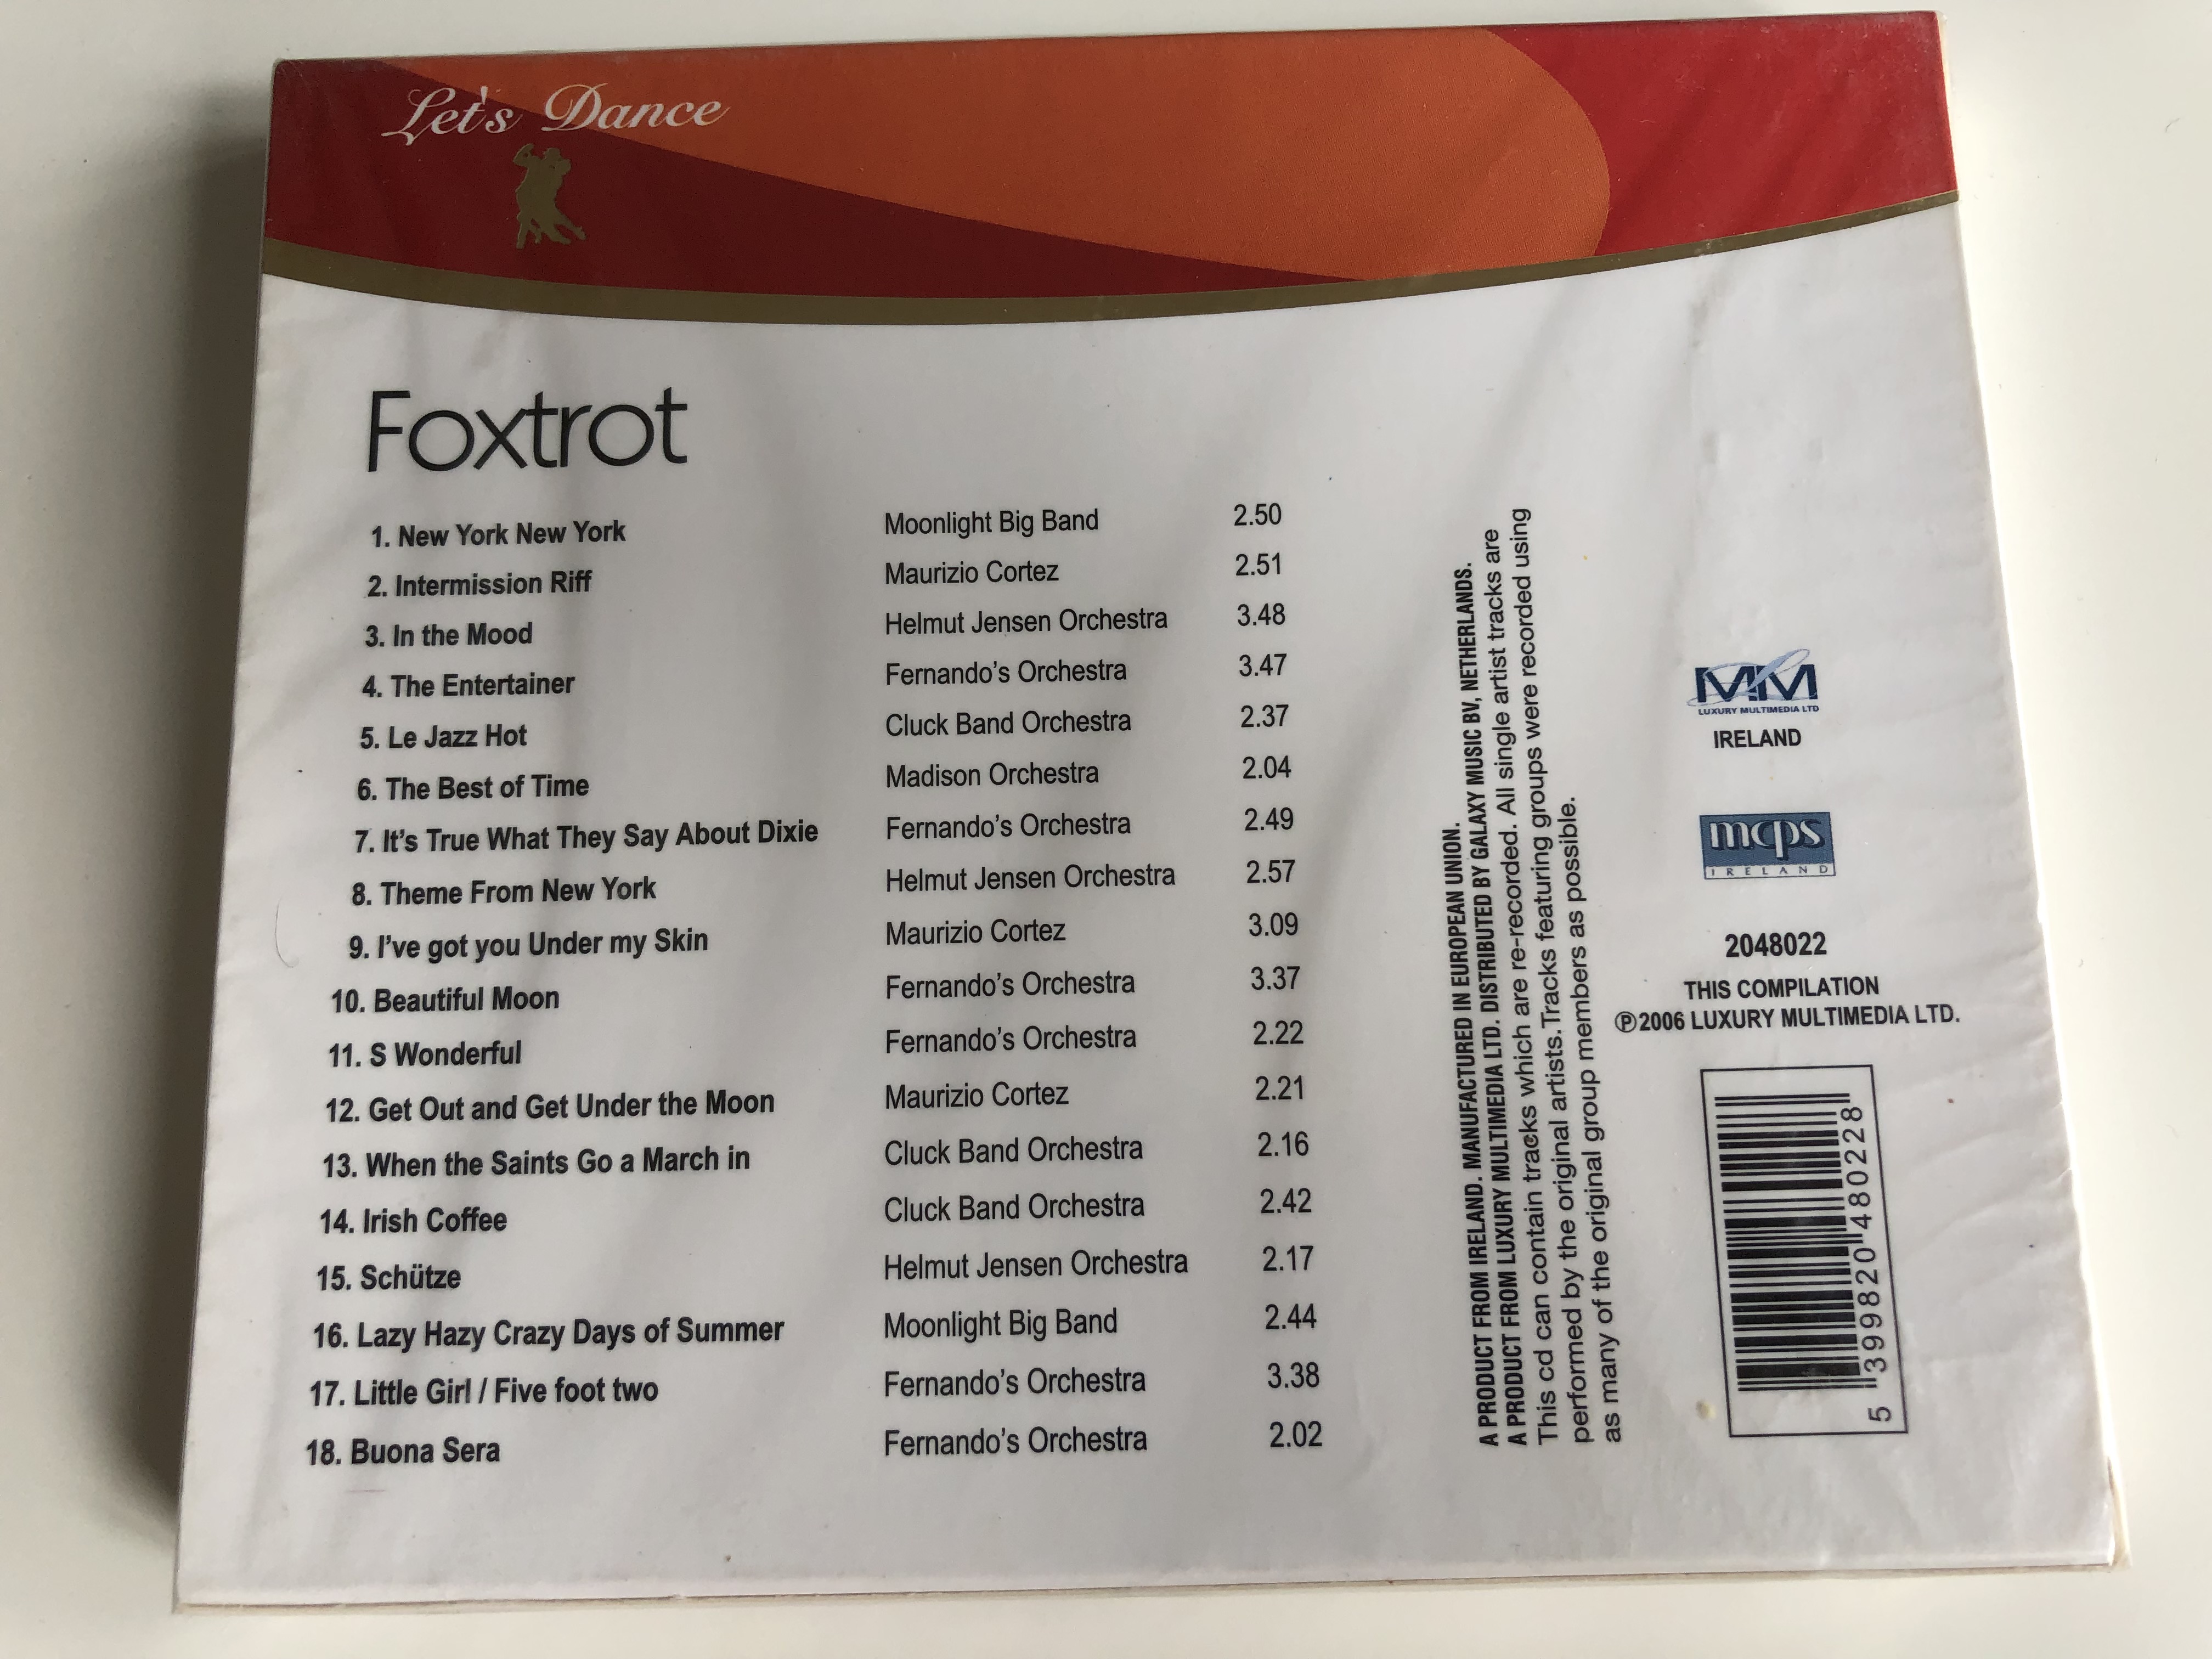 Let's Dance
Foxtrot
1. New York New York Moonlight Big Band 2.50
2. Intermission Riff Maurizio Cortez 2.51
3. In the Mood Helmut Jensen Orchestra 3.48
4. The Entertainer Fernando's Orchestra 3.47
5. Le Jazz Hot Cluck Band Orchestra 2.37
6. The Best of Time Madison Orchestra 2.04
7. It's True What They Say About Dixie Fernando's Orchestra 2.49
8. Theme From New York Helmut Jensen Orchestra 2.57
9. I've got you Under my Skin Maurizio Cortez 3.09
10. Beautiful Moon Fernando's Orchestra 3.37
11. S Wonderful Fernando's Orchestra 2.22
12. Get Out and Get Under the Moon Maurizio Cortez 2.21
13. When the Saints Go a March in Cluck Band Orchestra 2.16
14. Irish Coffee Cluck Band Orchestra 2.42
15. Schütze Helmut Jensen Orchestra 2.17
16. Lazy Hazy Crazy Days of Summer Moonlight Big Band 2.44
17. Little Girl / Five foot two Fernando's Orchestra 3.38
18. Buona Sera Fernando's Orchestra 2.02
A PRODUCT FROM IRELAND. MANUFACTURED IN EUROPEAN UNION.
A PRODUCT FROM LUXURY MULTIMEDIA LTD. DISTRIBUTED BY GALAXY MUSIC BV, NETHERLANDS.
This cd can contain tracks which are re-recorded. All single artist tracks are
performed by the original artists.Tracks featuring groups were recorded using
as many of the original group members as possible.
MM
LUXURY MULTIMEDIA LTD
IRELAND
mcps
IRELAND
2048022
THIS COMPILATION
℗2006 LUXURY MULTIMEDIA LTD.
5 399820 480228